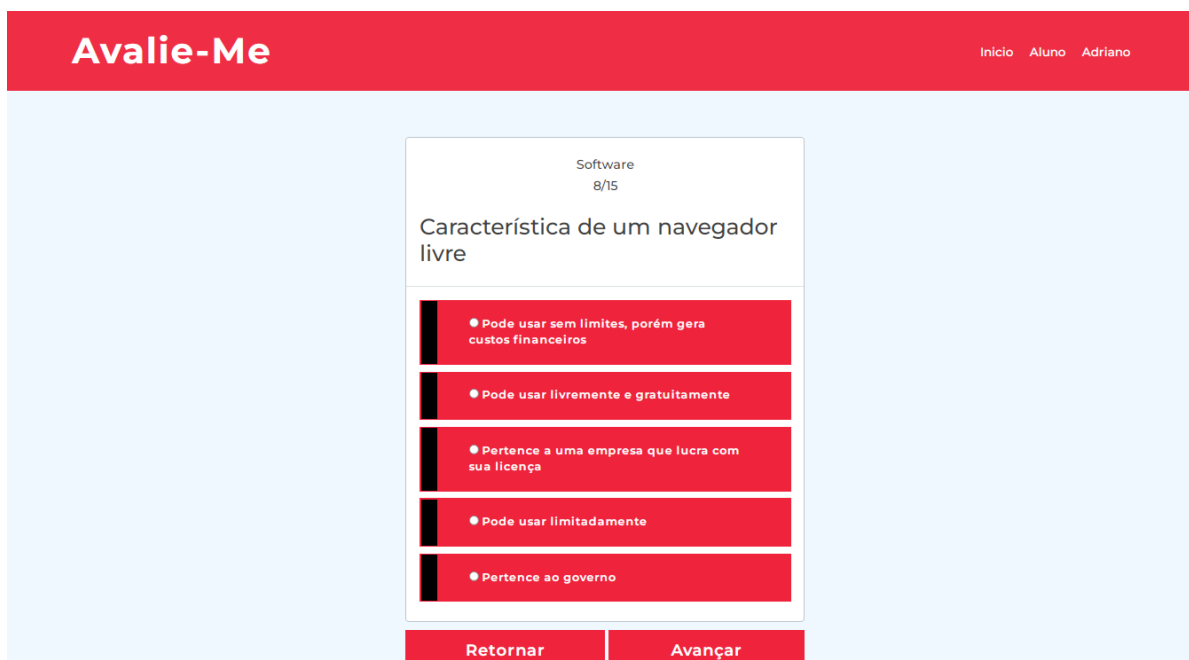 Avalie-Me
Inicio Aluno Adriano
Software
8/15
Característica de um navegador
livre
Pode usar sem limites, porém gera
custos financeiros
Pode usar livremente e gratuitamente
Pertence a uma empresa que lucra com
sua licença
Pode usar limitadamente
Pertence ao governo
Retornar Avançar